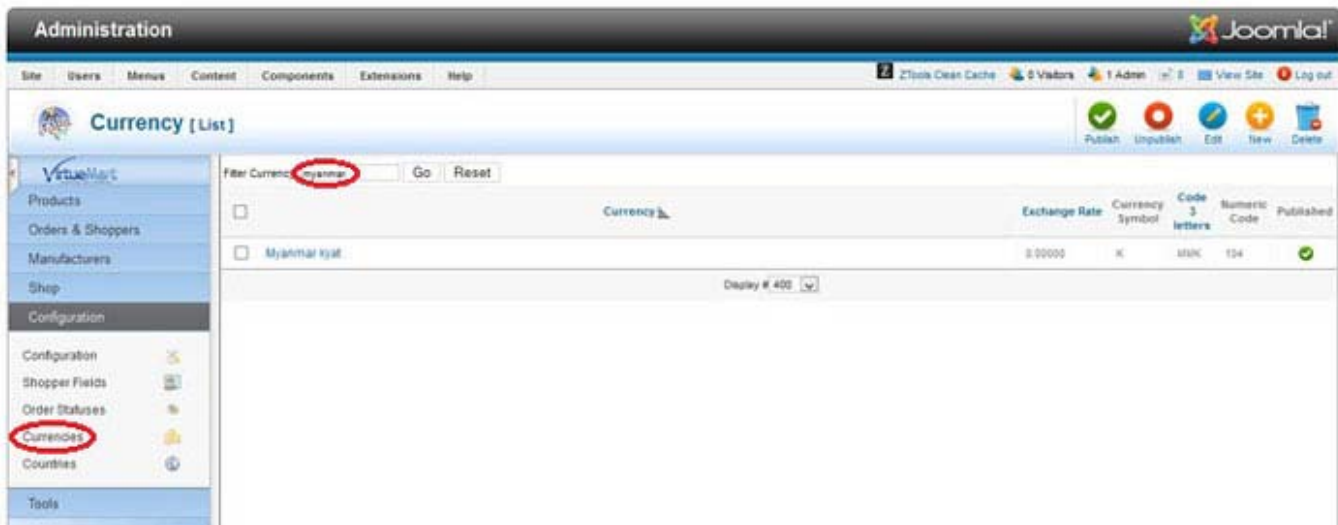 Administration
Joomla!
Site Users Menus Content Components Extensions Help
ZTools Clean Cache 0 Visitors 1 Admin 0 View Site Log out
Currency [ List ]
Publish Unpublish Edit New Delete
VirtueMart
Filter Currency myanmar Go Reset
Products
Orders & Shoppers
Manufacturers
Shop
Configuration
Configuration
Shopper Fields
Order Statuses
Currencies
Countries
Tools
Currency Exchange Rate Currency Symbol Code 3 letters Numeric Code Published
Myanmar kyat 0.00000 K MMK 104
Display # 400